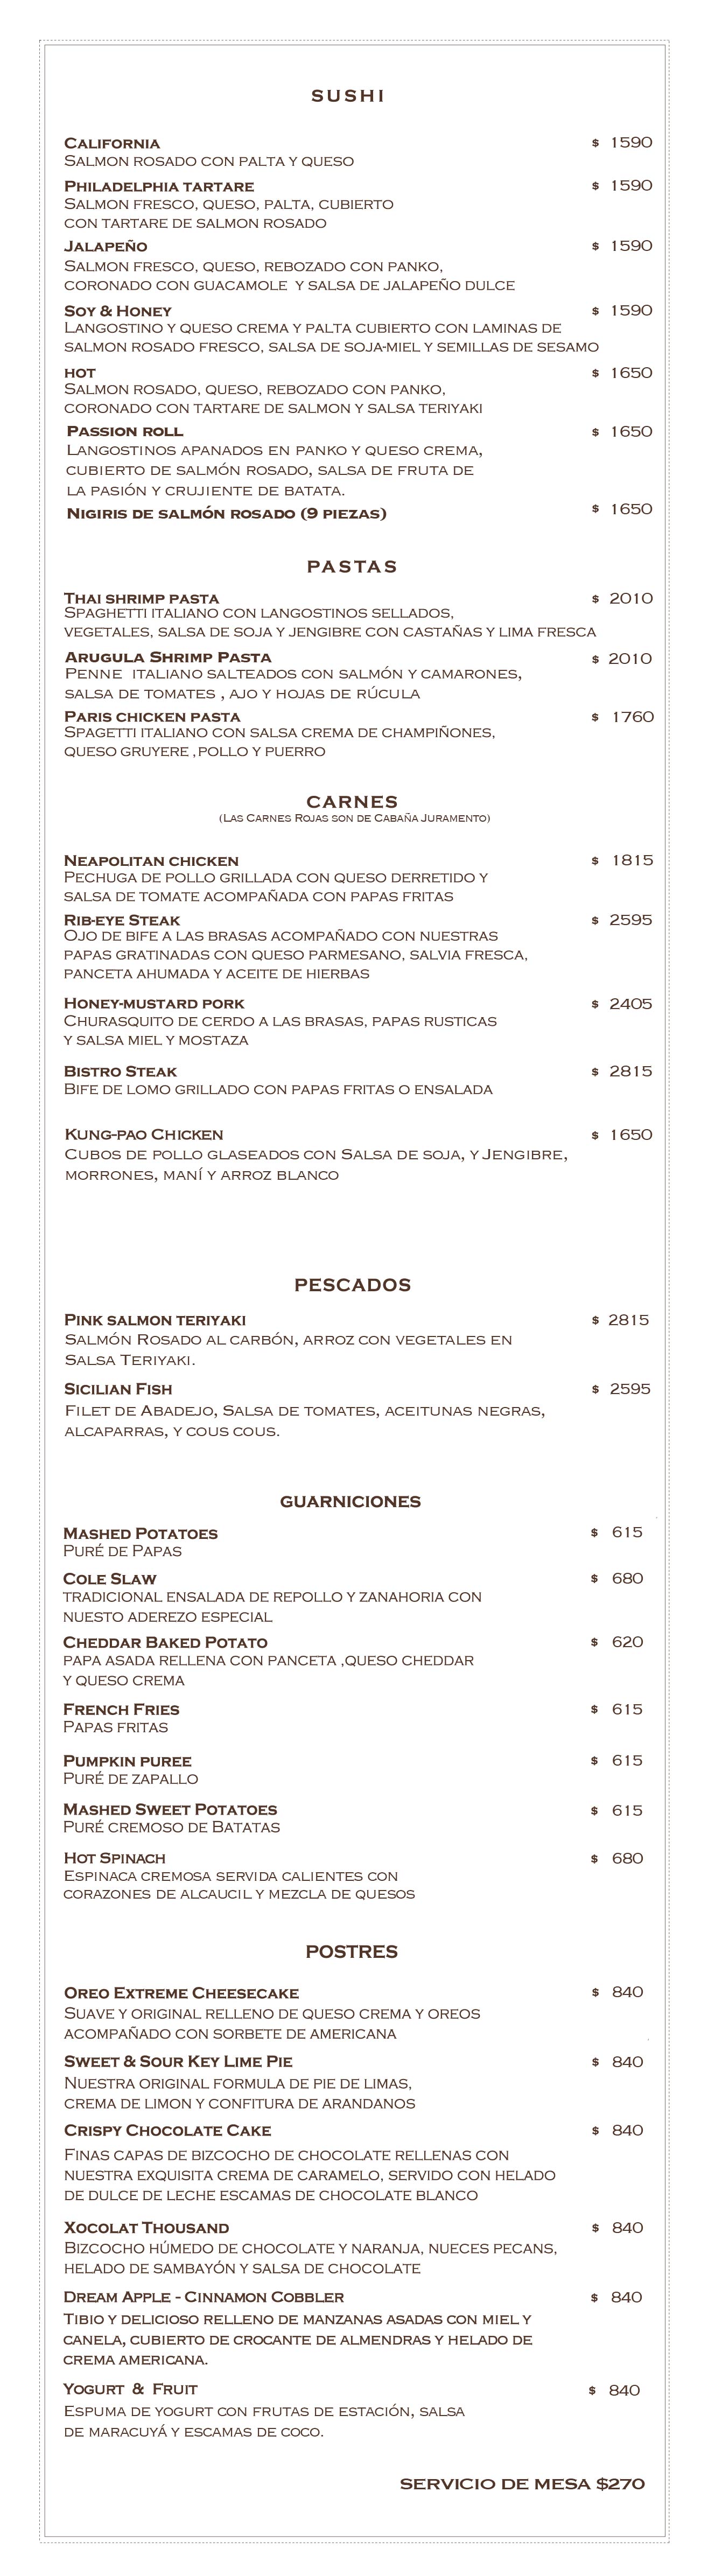 SUSHI
CALIFORNIA $ 1590
SALMON ROSADO CON PALTA Y QUESO
PHILADELPHIA TARTARE $ 1590
SALMON FRESCO, QUESO, PALTA, CUBIERTO
CON TARTARE DE SALMON ROSADO
JALAPEÑO $ 1590
SALMON FRESCO, QUESO, REBOZADO CON PANKO,
CORONADO CON GUACAMOLE Y SALSA DE JALAPEÑO DULCE
SOY & HONEY $ 1590
LANGOSTINO Y QUESO CREMA Y PALTA CUBIERTO CON LAMINAS DE
SALMON ROSADO FRESCO, SALSA DE SOJA-MIEL Y SEMILLAS DE SESAMO
HOT $ 1650
SALMON ROSADO, QUESO, REBOZADO CON PANKO,
CORONADO CON TARTARE DE SALMON Y SALSA TERIYAKI
PASSION ROLL $ 1650
LANGOSTINOS APANADOS EN PANKO Y QUESO CREMA,
CUBIERTO DE SALMÓN ROSADO, SALSA DE FRUTA DE
LA PASIÓN Y CRUJIENTE DE BATATA.
NIGIRIS DE SALMÓN ROSADO (9 PIEZAS) $ 1650
PASTAS
THAI SHRIMP PASTA $ 2010
SPAGHETTI ITALIANO CON LANGOSTINOS SELLADOS,
VEGETALES, SALSA DE SOJA Y JENGIBRE CON CASTAÑAS Y LIMA FRESCA
ARUGULA SHRIMP PASTA $ 2010
PENNE ITALIANO SALTEADOS CON SALMÓN Y CAMARONES,
SALSA DE TOMATES , AJO Y HOJAS DE RÚCULA
PARIS CHICKEN PASTA $ 1760
SPAGETTI ITALIANO CON SALSA CREMA DE CHAMPIÑONES,
QUESO GRUYERE ,POLLO Y PUERRO
CARNES
(LAS CARNES ROJAS SON DE CABAÑA JURAMENTO)
NEAPOLITAN CHICKEN $ 1815
PECHUGA DE POLLO GRILLADA CON QUESO DERRETIDO Y
SALSA DE TOMATE ACOMPAÑADA CON PAPAS FRITAS
RIB-EYE STEAK $ 2595
OJO DE BIFE A LAS BRASAS ACOMPAÑADO CON NUESTRAS
PAPAS GRATINADAS CON QUESO PARMESANO, SALVIA FRESCA,
PANCETA AHUMADA Y ACEITE DE HIERBAS
HONEY-MUSTARD PORK $ 2405
CHURASQUITO DE CERDO A LAS BRASAS, PAPAS RUSTICAS
Y SALSA MIEL Y MOSTAZA
BISTRO STEAK $ 2815
BIFE DE LOMO GRILLADO CON PAPAS FRITAS O ENSALADA
KUNG-PAO CHICKEN $ 1650
CUBOS DE POLLO GLASEADOS CON SALSA DE SOJA, Y JENGIBRE,
MORRONES, MANÍ Y ARROZ BLANCO
PESCADOS
PINK SALMON TERIYAKI $ 2815
SALMÓN ROSADO AL CARBÓN, ARROZ CON VEGETALES EN
SALSA TERIYAKI.
SICILIAN FISH $ 2595
FILET DE ABADEJO, SALSA DE TOMATES, ACEITUNAS NEGRAS,
ALCAPARRAS, Y COUS COUS.
GUARNICIONES
MASHED POTATOES $ 615
PURÉ DE PAPAS
COLE SLAW $ 680
TRADICIONAL ENSALADA DE REPOLLO Y ZANAHORIA CON
NUESTO ADEREZO ESPECIAL
CHEDDAR BAKED POTATO $ 620
PAPA ASADA RELLENA CON PANCETA ,QUESO CHEDDAR
Y QUESO CREMA
FRENCH FRIES $ 615
PAPAS FRITAS
PUMPKIN PUREE $ 615
PURÉ DE ZAPALLO
MASHED SWEET POTATOES $ 615
PURÉ CREMOSO DE BATATAS
HOT SPINACH $ 680
ESPINACA CREMOSA SERVIDA CALIENTES CON
CORAZONES DE ALCAUCIL Y MEZCLA DE QUESOS
POSTRES
OREO EXTREME CHEESECAKE $ 840
SUAVE Y ORIGINAL RELLENO DE QUESO CREMA Y OREOS
ACOMPAÑADO CON SORBETE DE AMERICANA
SWEET & SOUR KEY LIME PIE $ 840
NUESTRA ORIGINAL FORMULA DE PIE DE LIMAS,
CREMA DE LIMON Y CONFITURA DE ARANDANOS
CRISPY CHOCOLATE CAKE $ 840
FINAS CAPAS DE BIZCOCHO DE CHOCOLATE RELLENAS CON
NUESTRA EXQUISITA CREMA DE CARAMELO, SERVIDO CON HELADO
DE DULCE DE LECHE ESCAMAS DE CHOCOLATE BLANCO
XOCOLAT THOUSAND $ 840
BIZCOCHO HÚMEDO DE CHOCOLATE Y NARANJA, NUECES PECANS,
HELADO DE SAMBAYÓN Y SALSA DE CHOCOLATE
DREAM APPLE - CINNAMON COBBLER $ 840
TIBIO Y DELICIOSO RELLENO DE MANZANAS ASADAS CON MIEL Y
CANELA, CUBIERTO DE CROCANTE DE ALMENDRAS Y HELADO DE
CREMA AMERICANA.
YOGURT & FRUIT $ 840
ESPUMA DE YOGURT CON FRUTAS DE ESTACIÓN, SALSA
DE MARACUYÁ Y ESCAMAS DE COCO.
SERVICIO DE MESA $270